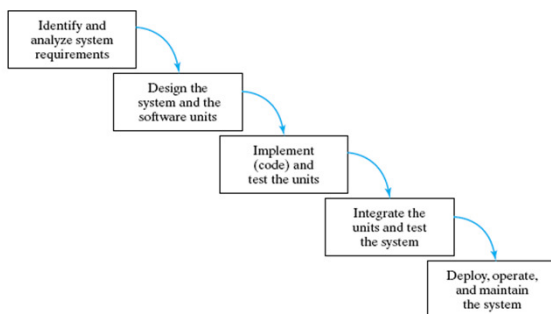 Identify and
analyze system
requirements
Design the
system and the
software units
Implement
(code) and
test the units
Integrate the
units and test
the system
Deploy, operate,
and maintain
the system